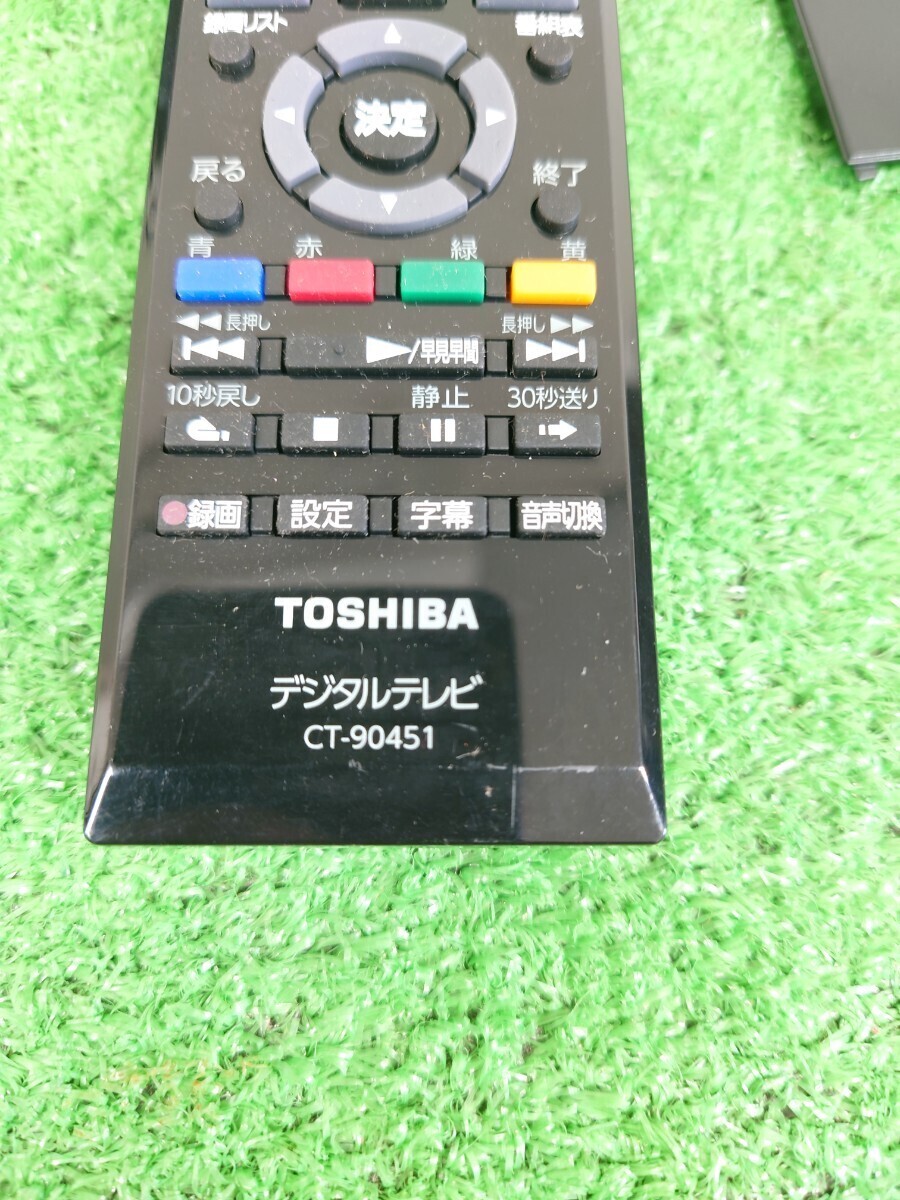 録画リスト 番組表
決定
戻る 終了
青 赤 緑 黄
◀◀ 長押し 長押し ▶▶
/早見早聞
10秒戻し 静止 30秒送り
録画 設定 字幕 音声切換
TOSHIBA
デジタルテレビ
CT-90451